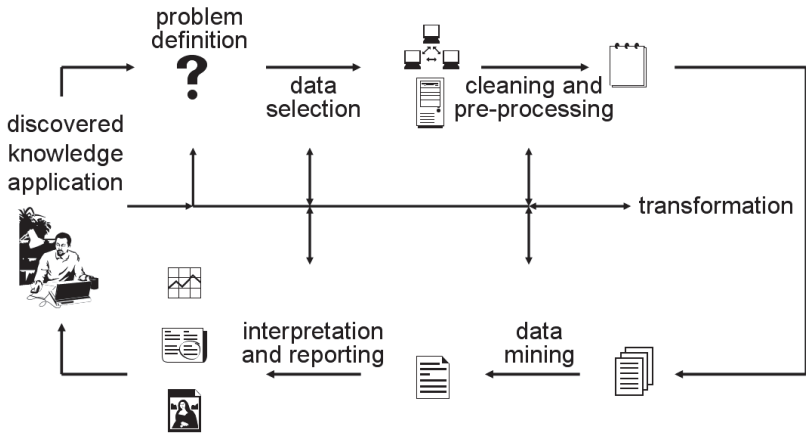 problem
definition
?
data
selection
cleaning and
pre-processing
discovered
knowledge
application
transformation
interpretation
and reporting
data
mining